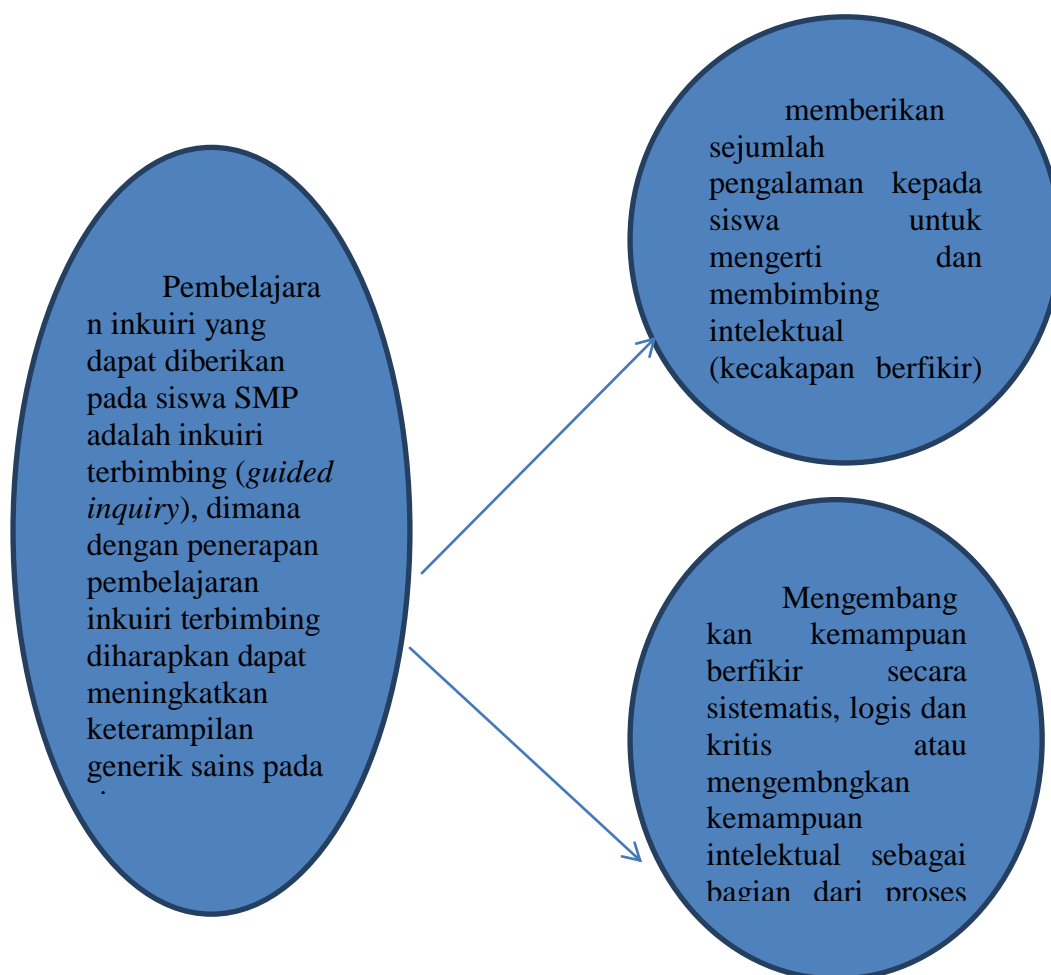 Pembelajara
n inkuiri yang
dapat diberikan
pada siswa SMP
adalah inkuiri
terbimbing (guided
inquiry), dimana
dengan penerapan
pembelajaran
inkuiri terbimbing
diharapkan dapat
meningkatkan
keterampilan
generik sains pada
memberikan
sejumlah
pengalaman kepada
siswa untuk
mengerti dan
membimbing
intelektual
(kecakapan berfikir)
Mengembang
kan kemampuan
berfikir secara
sistematis, logis dan
kritis atau
mengembngkan
kemampuan
intelektual sebagai
bagian dari proses